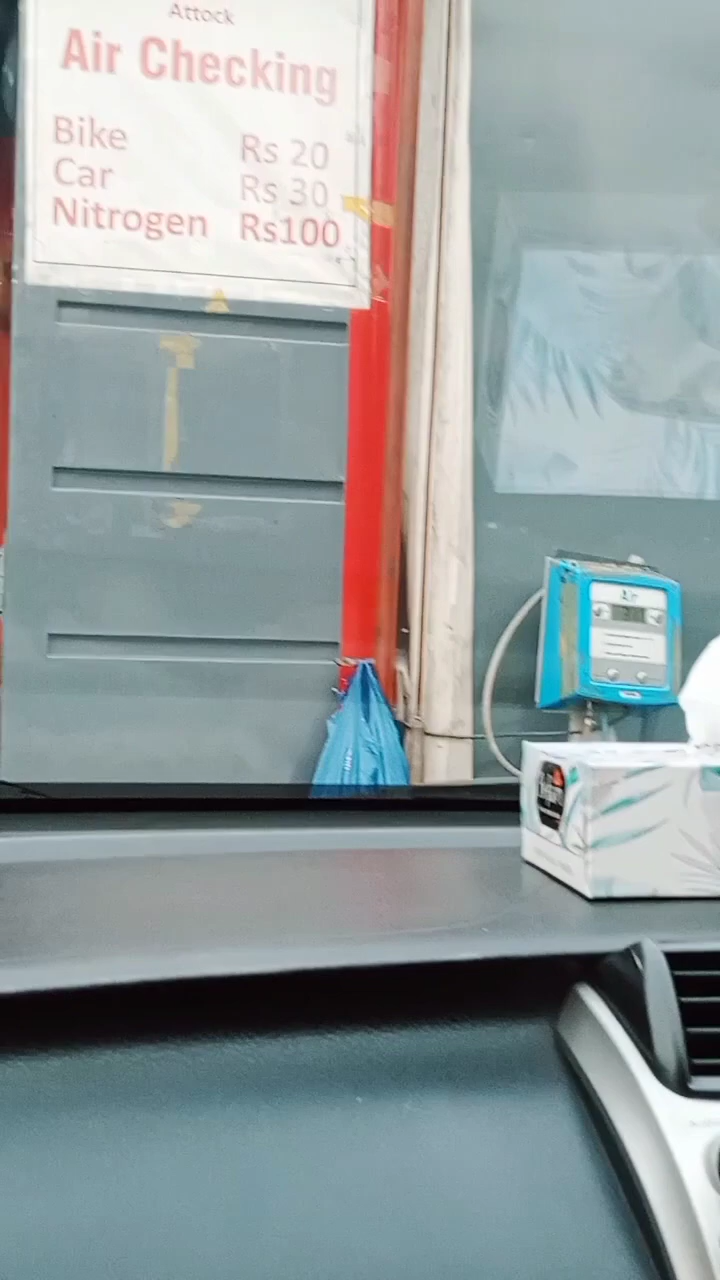 Attock
Air Checking
Bike Rs 20
Car Rs 30
Nitrogen Rs100
Air